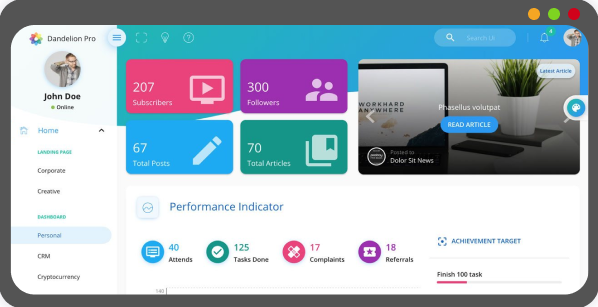 Dandelion Pro
Search UI
4
John Doe
Online
Home
LANDING PAGE
Corporate
Creative
DASHBOARD
Personal
CRM
Cryptocurrency
207
Subscribers
300
Followers
67
Total Posts
70
Total Articles
Latest Article
WORKHARD
ANYWHERE
Phasellus volutpat
READ ARTICLE
Posted to
Dolor Sit News
Performance Indicator
40
Attends
125
Tasks Done
17
Complaints
18
Referrals
ACHIEVEMENT TARGET
Finish 100 task
140